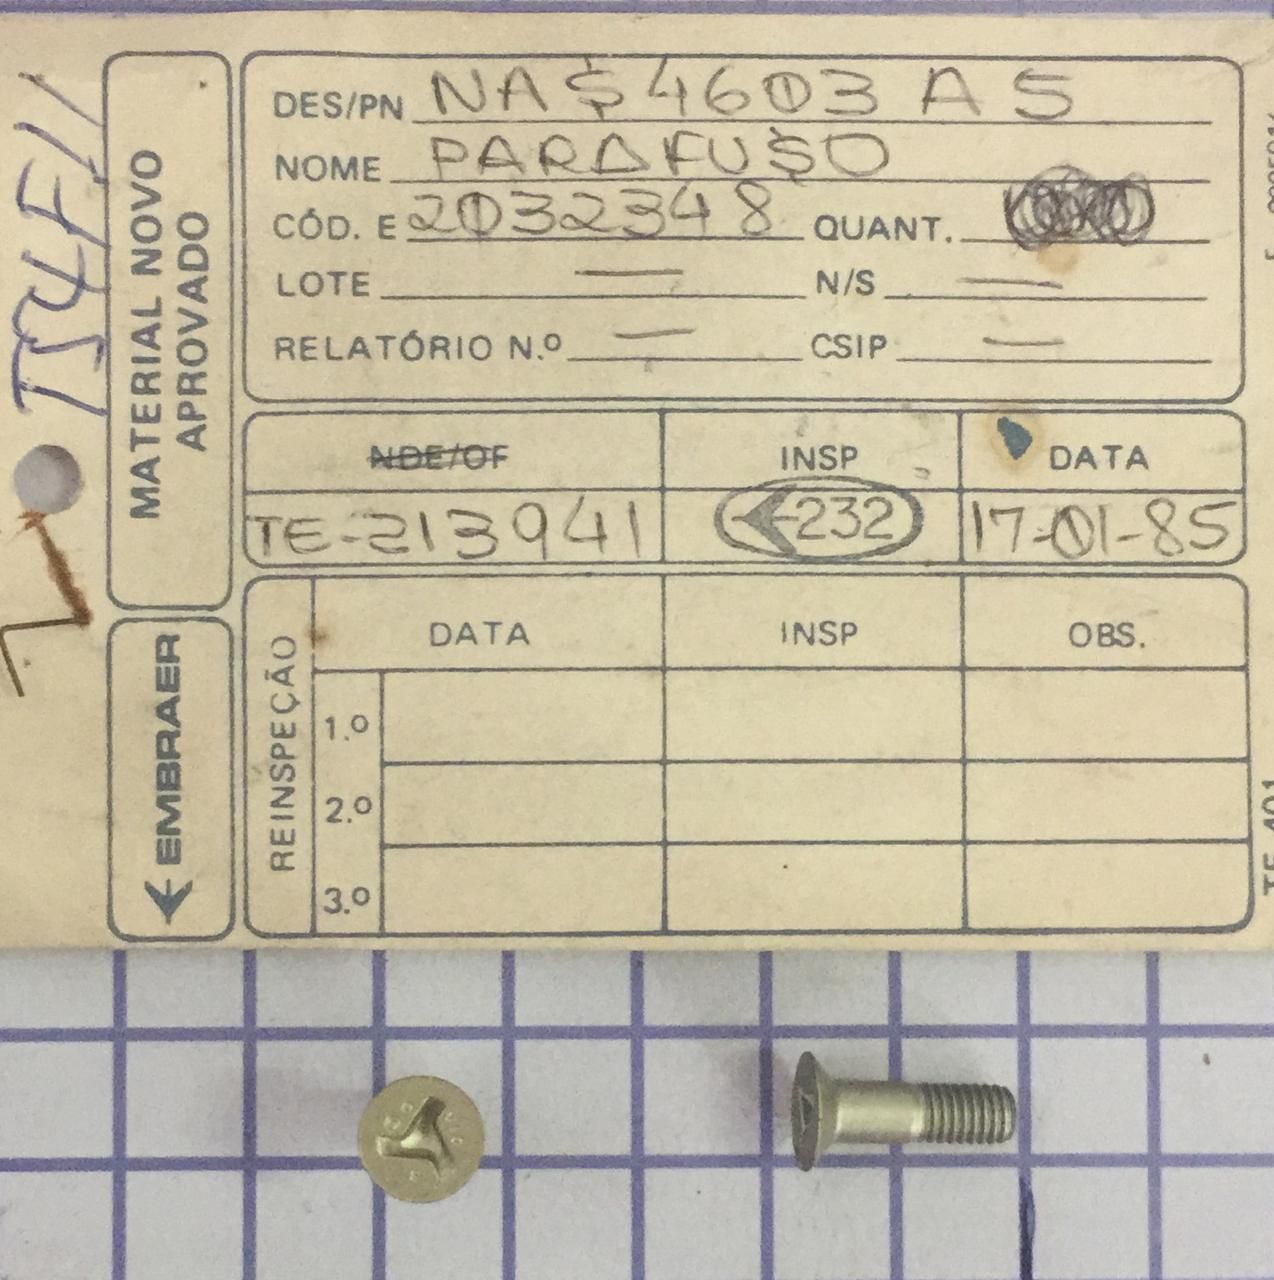 DES/PN NAS4603 A 5
NOME PARAFUSO
CÓD. E 2032348 QUANT.
LOTE — N/S —
RELATÓRIO N.º — CSIP —
NDE/OF INSP DATA
TE-213941 232 17-01-85
REINSPEÇÃO
DATA INSP OBS.
1.º
2.º
3.º
MATERIAL NOVO
APROVADO
EMBRAER
TE 401